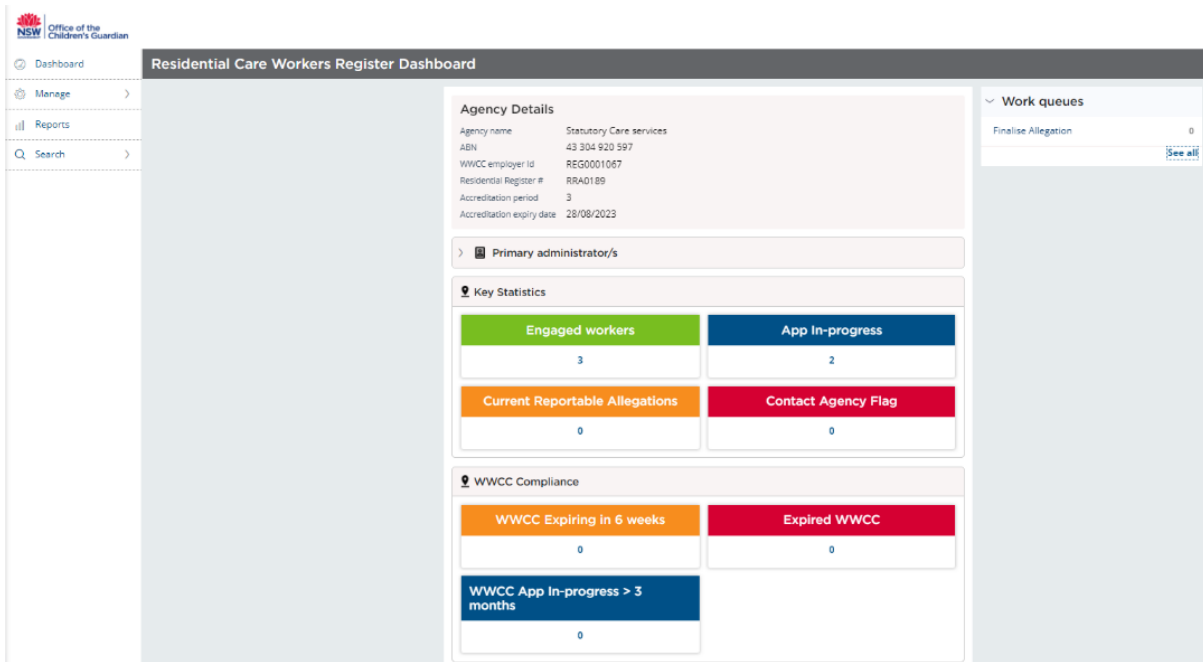 NSW
Office of the
Children's Guardian
Dashboard
Manage
Reports
Search
Residential Care Workers Register Dashboard
Agency Details
Agency name Statutory Care services
ABN 43 304 920 597
WWCC employer Id REG0001067
Residential Register # RRA0189
Accreditation period 3
Accreditation expiry date 28/08/2023
Primary administrator/s
Key Statistics
Engaged workers App In-progress
3 2
Current Reportable Allegations Contact Agency Flag
0 0
WWCC Compliance
WWCC Expiring in 6 weeks Expired WWCC
0 0
WWCC App In-progress > 3
months
0
Work queues
Finalise Allegation 0
See all